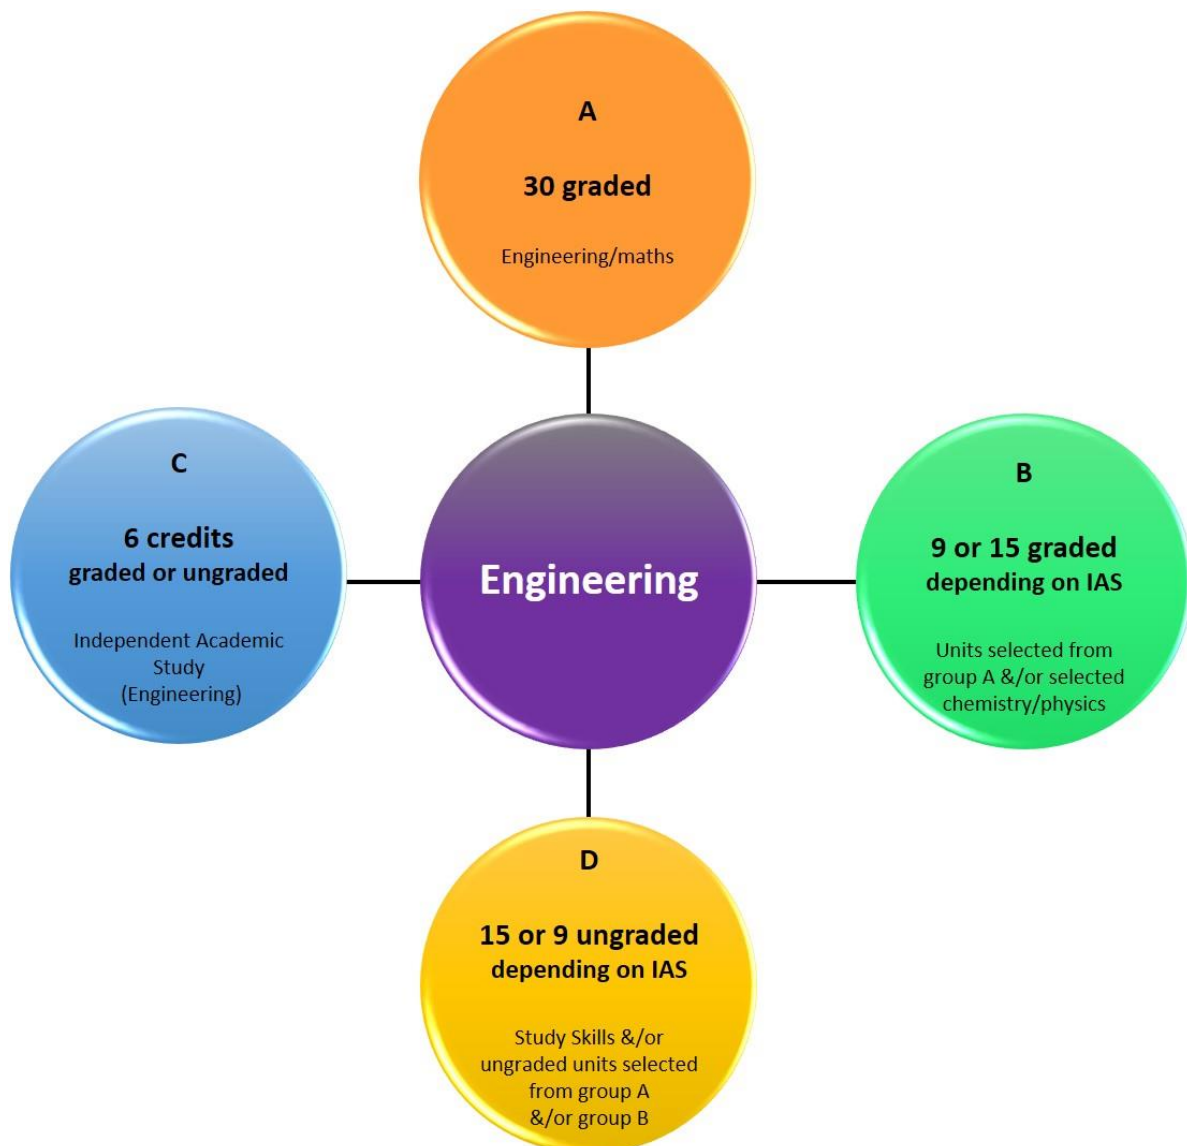 A
30 graded
Engineering/maths
C
6 credits
graded or ungraded
Independent Academic
Study
(Engineering)
Engineering
B
9 or 15 graded
depending on IAS
Units selected from
group A &/or selected
chemistry/physics
D
15 or 9 ungraded
depending on IAS
Study Skills &/or
ungraded units selected
from group A
&/or group B